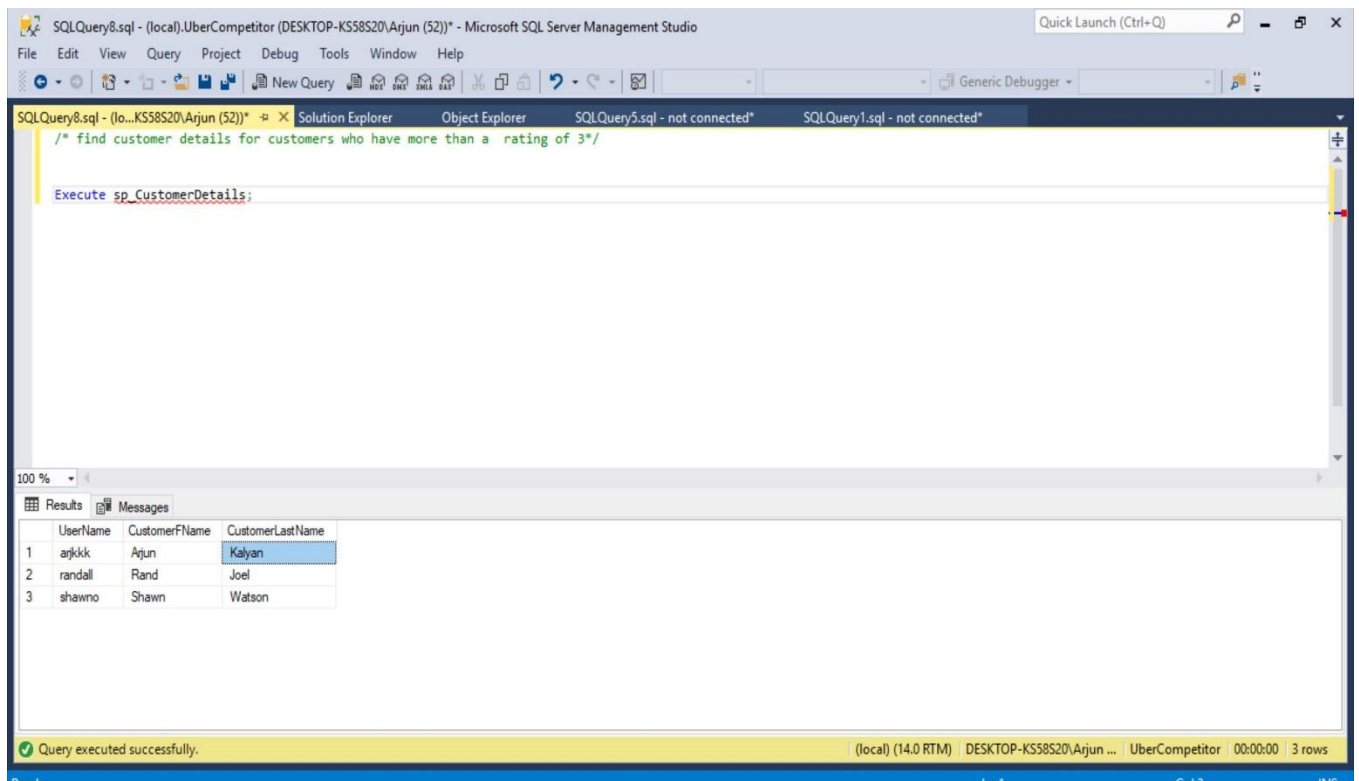 SQLQuery8.sql - (local).UberCompetitor (DESKTOP-KS58S20\Arjun (52))* - Microsoft SQL Server Management Studio
Quick Launch (Ctrl+Q)
File Edit View Query Project Debug Tools Window Help
New Query MDX DMX XMLA DAX Generic Debugger
SQLQuery8.sql - (lo...KS58S20\Arjun (52))* Solution Explorer Object Explorer SQLQuery5.sql - not connected* SQLQuery1.sql - not connected*
/* find customer details for customers who have more than a  rating of 3*/
Execute sp_CustomerDetails;
100 %
Results Messages
UserName CustomerFName CustomerLastName
1 arjkkk Arjun Kalyan
2 randall Rand Joel
3 shawno Shawn Watson
Query executed successfully. (local) (14.0 RTM) DESKTOP-KS58S20\Arjun ... UberCompetitor 00:00:00 3 rows